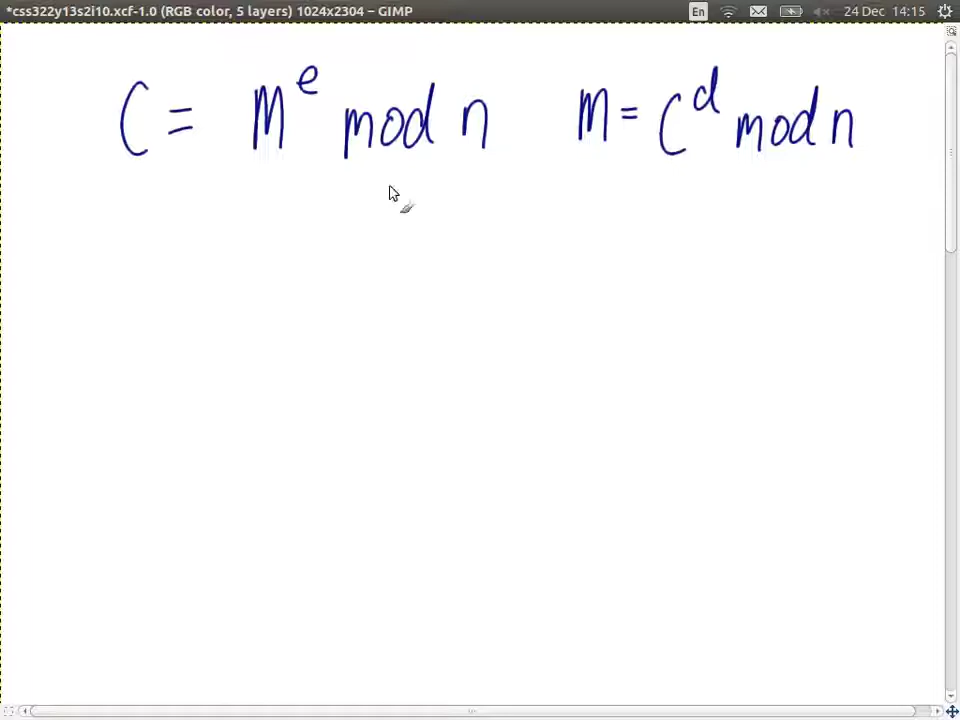 *css322y13s2i10.xcf-1.0 (RGB color, 5 layers) 1024x2304 – GIMP En 24 Dec 14:15
C = M^e mod n M = C^d mod n